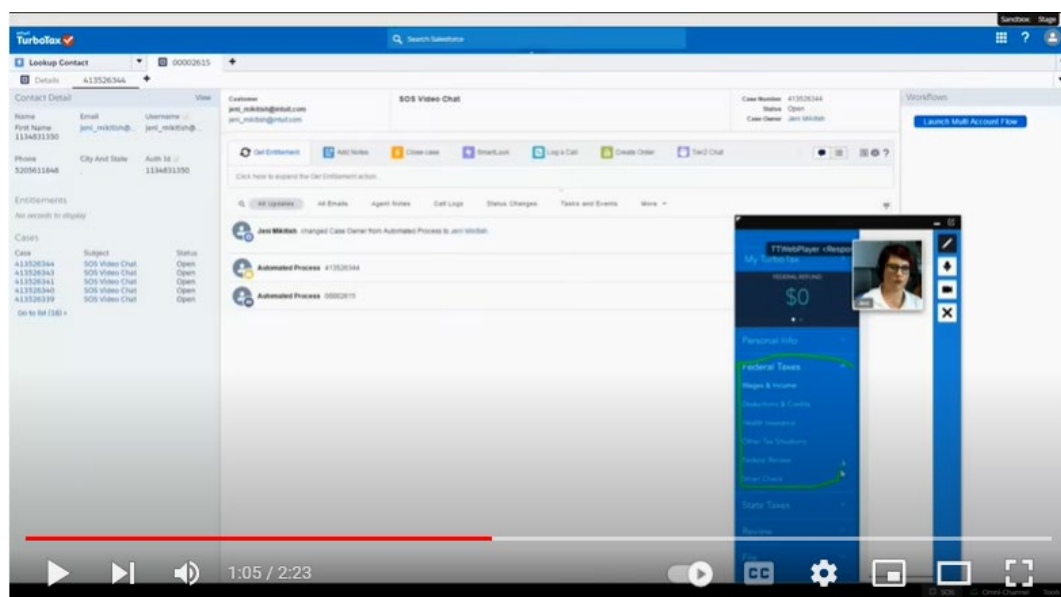 Sandbox: Stage
intuit
TurboTax
Search Salesforce
?
Lookup Contact
00002615
+
Details
413526344
+
Contact Detail
View
Name
Email
Username
First Name
jeni_mikitish@...
jeni_mikitish@...
1134831350
Phone
City And State
Auth Id
5205611848
1134831350
Entitlements
No records to display
Cases
Case Subject Status
413526344 SOS Video Chat Open
413526343 SOS Video Chat Open
413526341 SOS Video Chat Open
413526340 SOS Video Chat Open
413526339 SOS Video Chat Open
Go to list (18) »
Customer
jeni_mikitish@intuit.com
jeni_mikitish@intuit.com
SOS Video Chat
Case Number 413526344
Status Open
Case Owner Jeni Mikitish
Get Entitlement
Add Notes
Close case
SmartLook
Log a Call
Create Order
Tier2 Chat
Click here to expand the Get Entitlement action.
All Updates
All Emails
Agent Notes
Call Logs
Status Changes
Tasks and Events
More
Jeni Mikitish changed Case Owner from Automated Process to Jeni Mikitish.
Automated Process 413526344
Automated Process 00002615
Workflows
Launch Multi Account Flow
TTWebPlayer <Respo
My TurboTax
FEDERAL REFUND
$0
Jeni
Personal Info
Federal Taxes
Wages & Income
Deductions & Credits
Health Insurance
Other Tax Situations
Federal Review
Smart Check
State Taxes
Review
File
1:05 / 2:23
CC
SOS
Omni-Channel
Tools